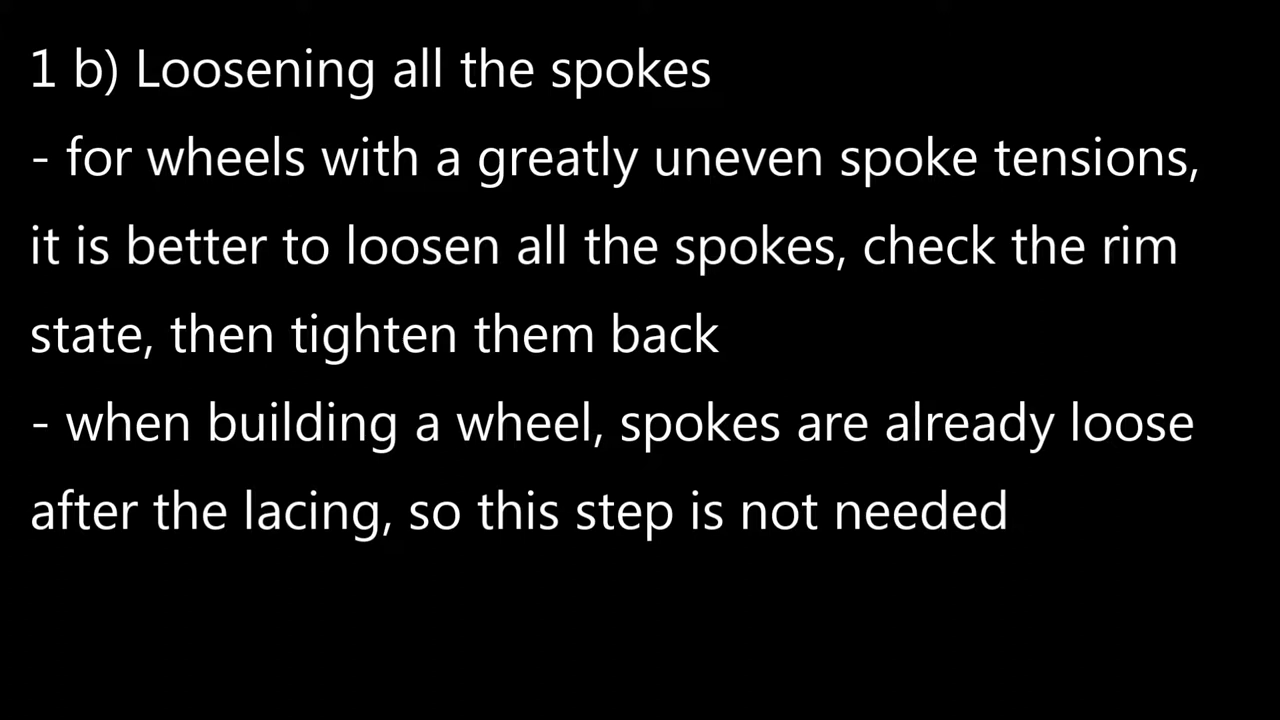 1 b) Loosening all the spokes
- for wheels with a greatly uneven spoke tensions,
it is better to loosen all the spokes, check the rim
state, then tighten them back
- when building a wheel, spokes are already loose
after the lacing, so this step is not needed